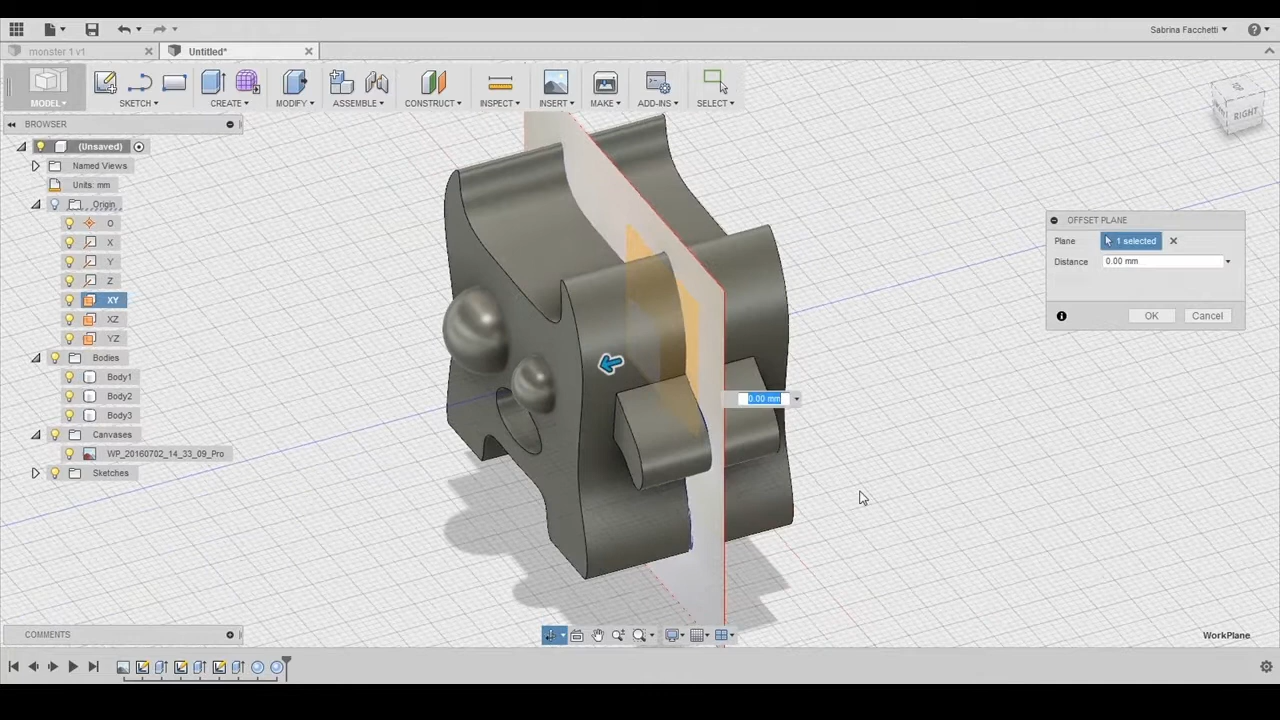 Sabrina Facchetti
monster 1 v1
Untitled*
MODEL
SKETCH
CREATE
MODIFY
ASSEMBLE
CONSTRUCT
INSPECT
INSERT
MAKE
ADD-INS
SELECT
BROWSER
(Unsaved)
Named Views
Units: mm
Origin
O
X
Y
Z
XY
XZ
YZ
Bodies
Body1
Body2
Body3
Canvases
WP_20160702_14_33_09_Pro
Sketches
RIGHT
OFFSET PLANE
Plane 1 selected
Distance 0.00 mm
OK Cancel
0.00 mm
COMMENTS
WorkPlane